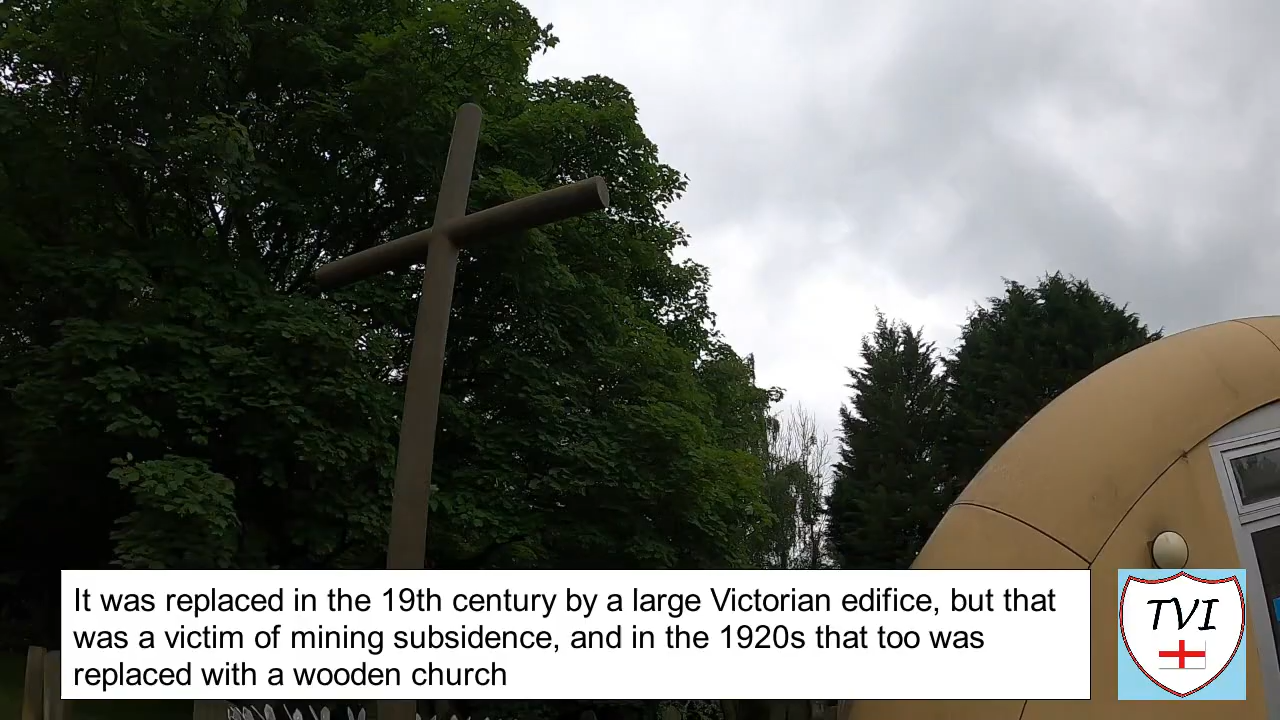 It was replaced in the 19th century by a large Victorian edifice, but that
was a victim of mining subsidence, and in the 1920s that too was
replaced with a wooden church
TVI